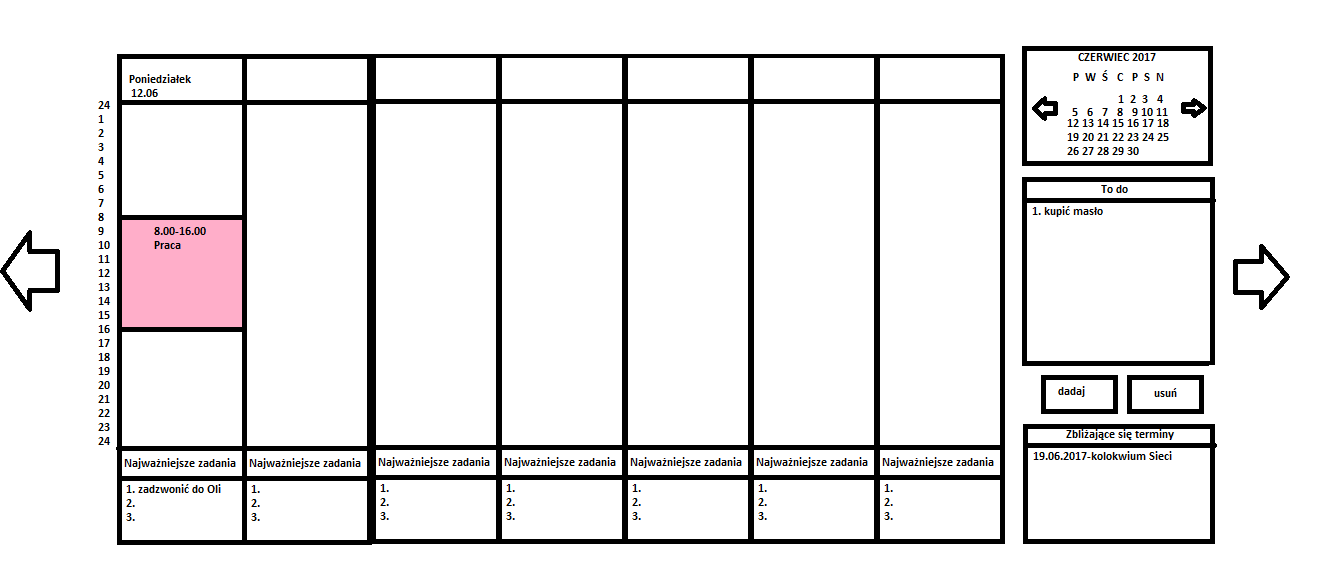 Poniedziałek
12.06
24
1
2
3
4
5
6
7
8
9
10
11
12
13
14
15
16
17
18
19
20
21
22
23
24
8.00-16.00
Praca
Najważniejsze zadania
1. zadzwonić do Oli
2.
3.
Najważniejsze zadania
1.
2.
3.
Najważniejsze zadania
1.
2.
3.
Najważniejsze zadania
1.
2.
3.
Najważniejsze zadania
1.
2.
3.
Najważniejsze zadania
1.
2.
3.
Najważniejsze zadania
1.
2.
3.
CZERWIEC 2017
P W Ś C P S N
1 2 3 4
5 6 7 8 9 10 11
12 13 14 15 16 17 18
19 20 21 22 23 24 25
26 27 28 29 30
To do
1. kupić masło
dadaj
usuń
Zbliżające się terminy
19.06.2017-kolokwium Sieci